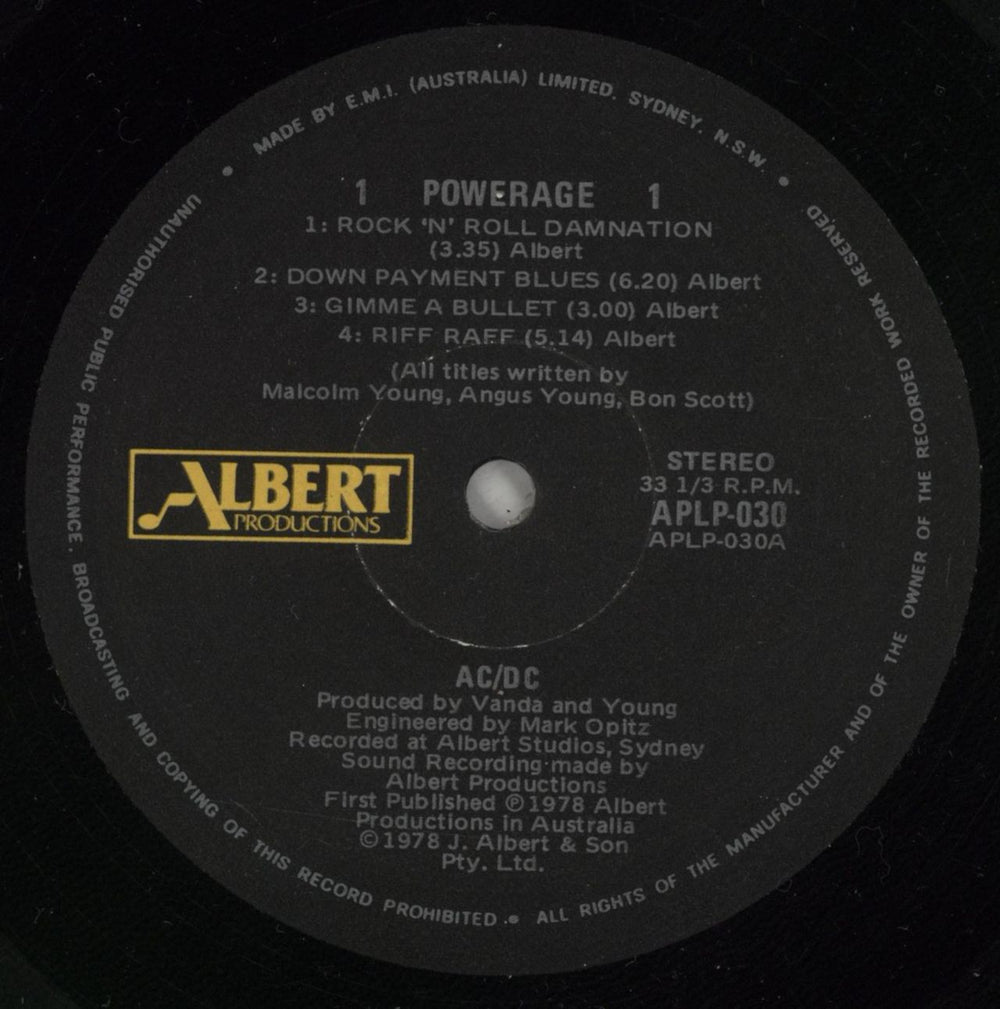 MADE BY E.M.I. (AUSTRALIA) LIMITED. SYDNEY. N.S.W.
1 POWERAGE 1
1: ROCK ‘N’ ROLL DAMNATION
(3.35) Albert
2: DOWN PAYMENT BLUES (6.20) Albert
3: GIMME A BULLET (3.00) Albert
4: RIFF RAFF (5.14) Albert
(All titles written by
Malcolm Young, Angus Young, Bon Scott)
ALBERT
PRODUCTIONS
STEREO
33 1/3 R.P.M.
APLP-030
APLP-030A
AC/DC
Produced by Vanda and Young
Engineered by Mark Opitz
Recorded at Albert Studios, Sydney
Sound Recording made by
Albert Productions
First Published ℗ 1978 Albert
Productions in Australia
© 1978 J. Albert & Son
Pty. Ltd.
UNAUTHORISED PUBLIC PERFORMANCE. BROADCASTING AND COPYING OF THIS RECORD PROHIBITED. • ALL RIGHTS OF THE MANUFACTURER AND OF THE OWNER OF THE RECORDED WORK RESERVED